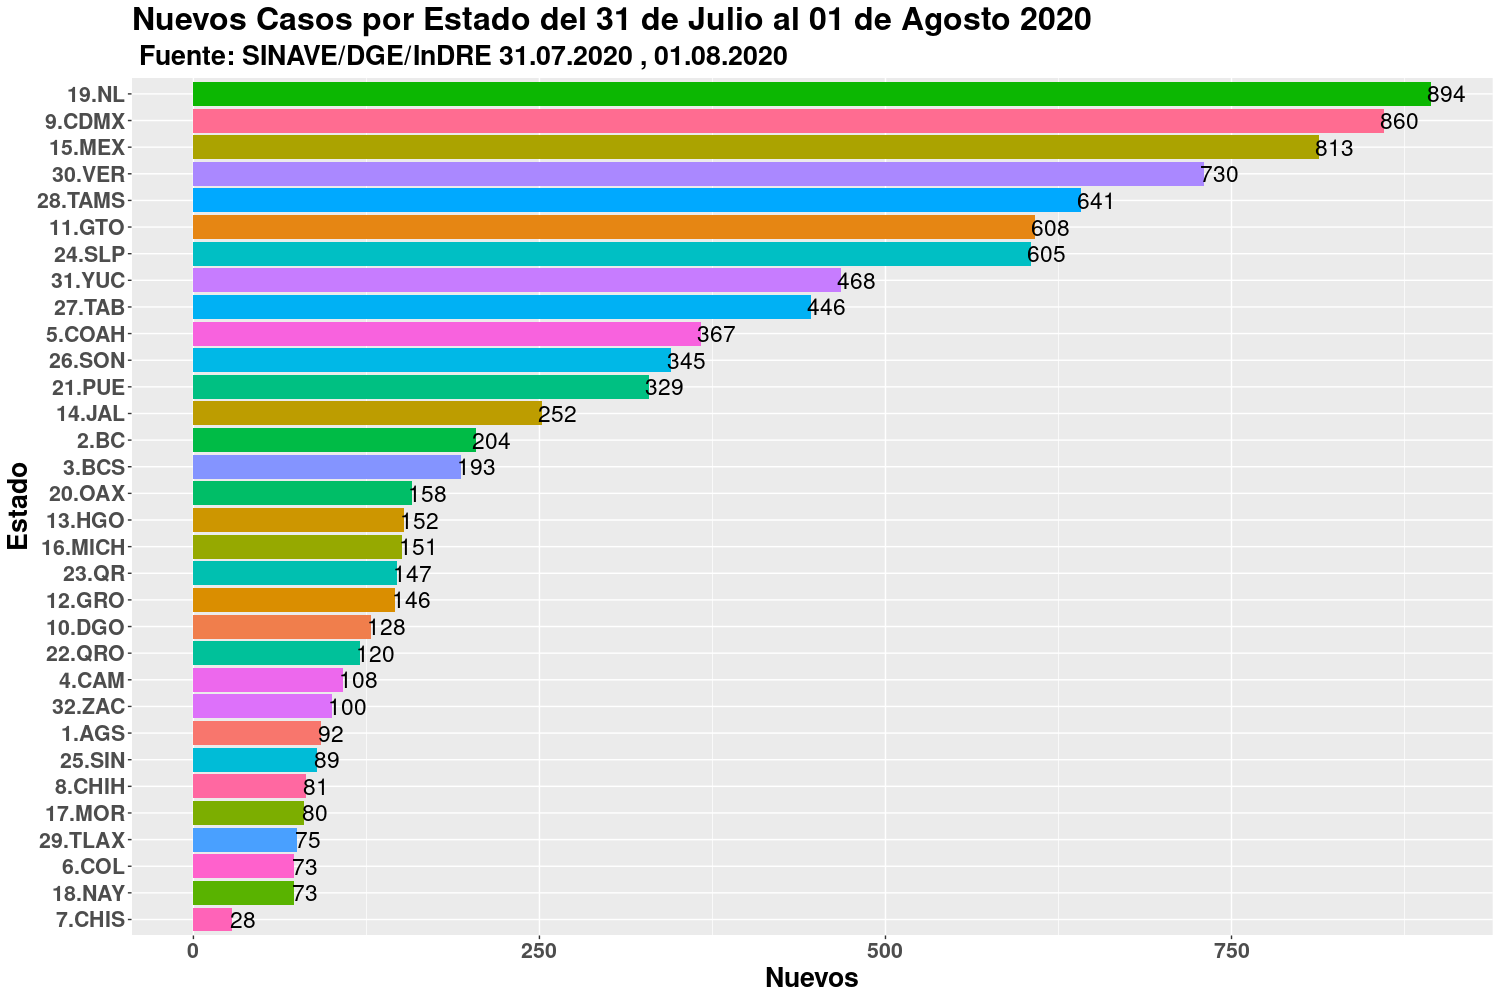 Nuevos Casos por Estado del 31 de Julio al 01 de Agosto 2020
Fuente: SINAVE/DGE/InDRE 31.07.2020 , 01.08.2020
19.NL 894
9.CDMX 860
15.MEX 813
30.VER 730
28.TAMS 641
11.GTO 608
24.SLP 605
31.YUC 468
27.TAB 446
5.COAH 367
26.SON 345
21.PUE 329
14.JAL 252
2.BC 204
3.BCS 193
20.OAX 158
13.HGO 152
16.MICH 151
23.QR 147
12.GRO 146
10.DGO 128
22.QRO 120
4.CAM 108
32.ZAC 100
1.AGS 92
25.SIN 89
8.CHIH 81
17.MOR 80
29.TLAX 75
6.COL 73
18.NAY 73
7.CHIS 28
Estado
0 250 500 750
Nuevos